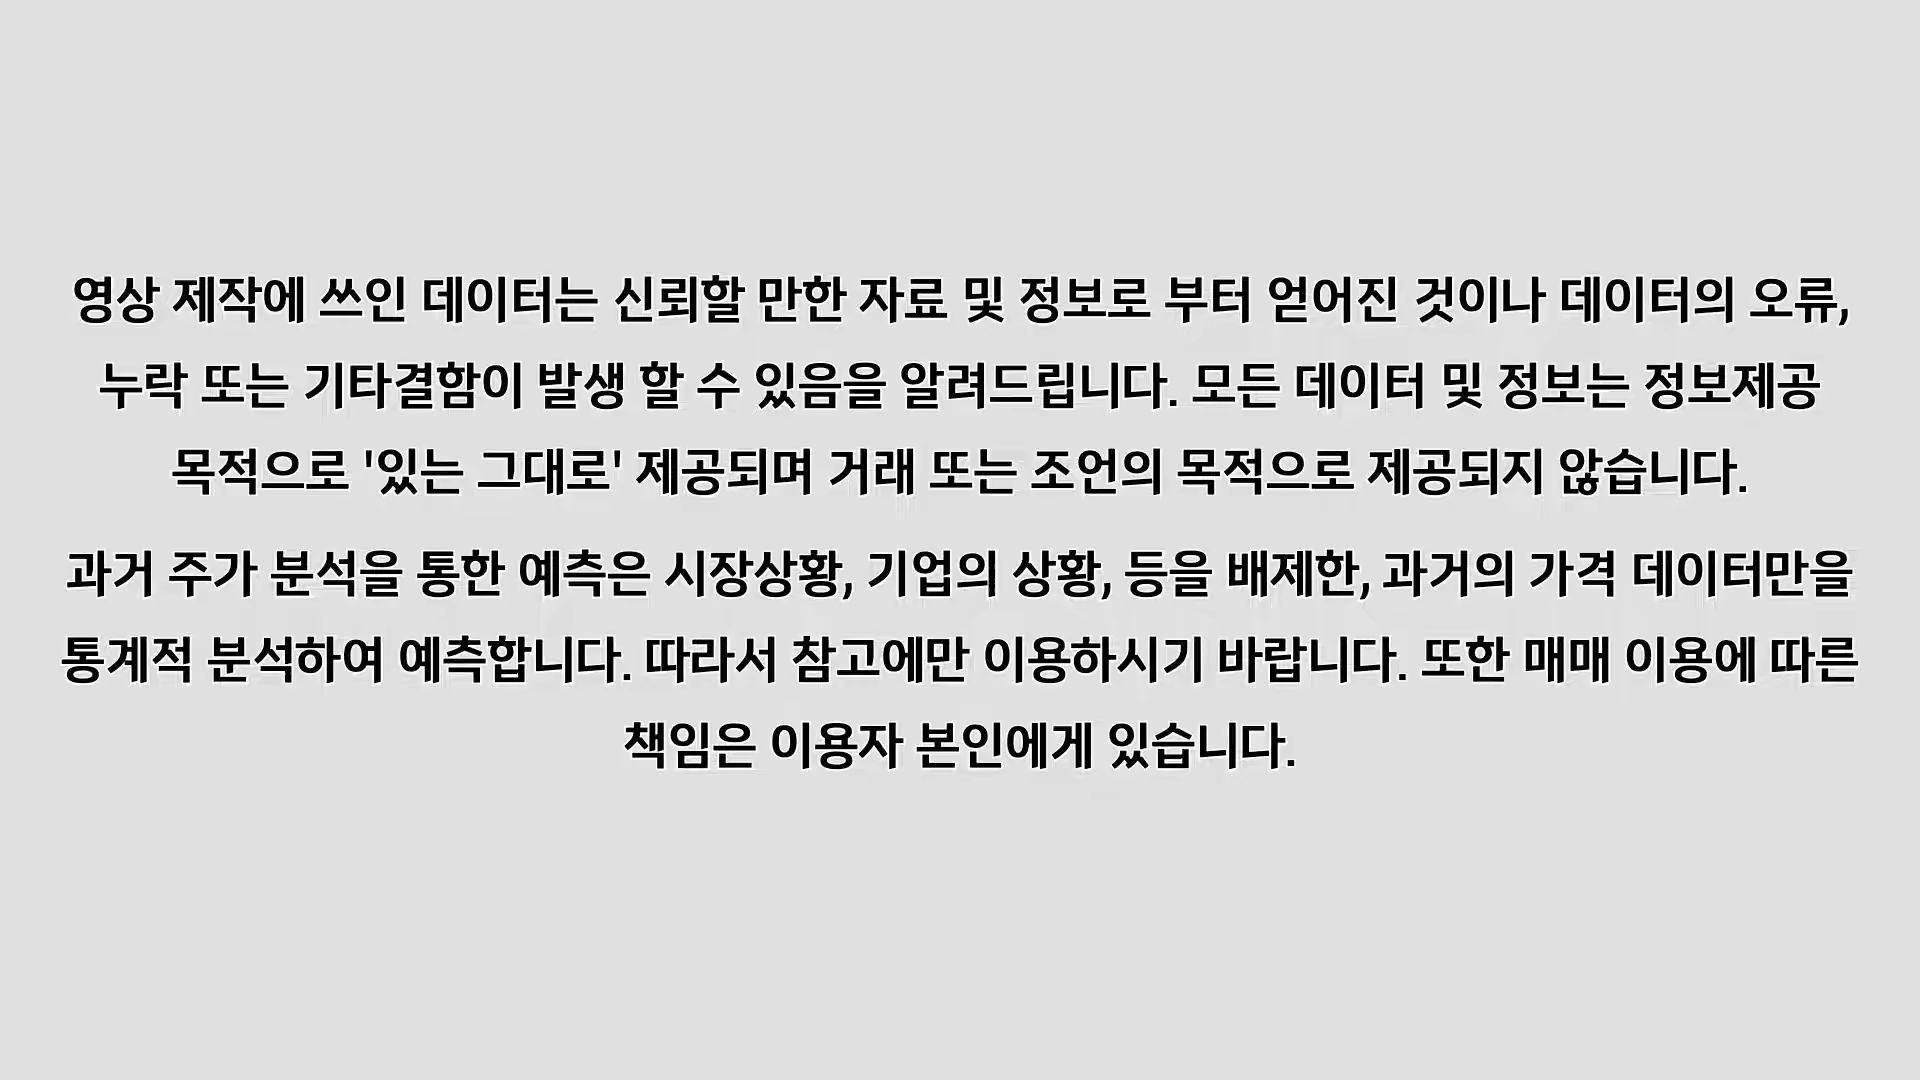 영상 제작에 쓰인 데이터는 신뢰할 만한 자료 및 정보로 부터 얻어진 것이나 데이터의 오류,
누락 또는 기타결함이 발생 할 수 있음을 알려드립니다. 모든 데이터 및 정보는 정보제공
목적으로 '있는 그대로' 제공되며 거래 또는 조언의 목적으로 제공되지 않습니다.
과거 주가 분석을 통한 예측은 시장상황, 기업의 상황, 등을 배제한, 과거의 가격 데이터만을
통계적 분석하여 예측합니다. 따라서 참고에만 이용하시기 바랍니다. 또한 매매 이용에 따른
책임은 이용자 본인에게 있습니다.